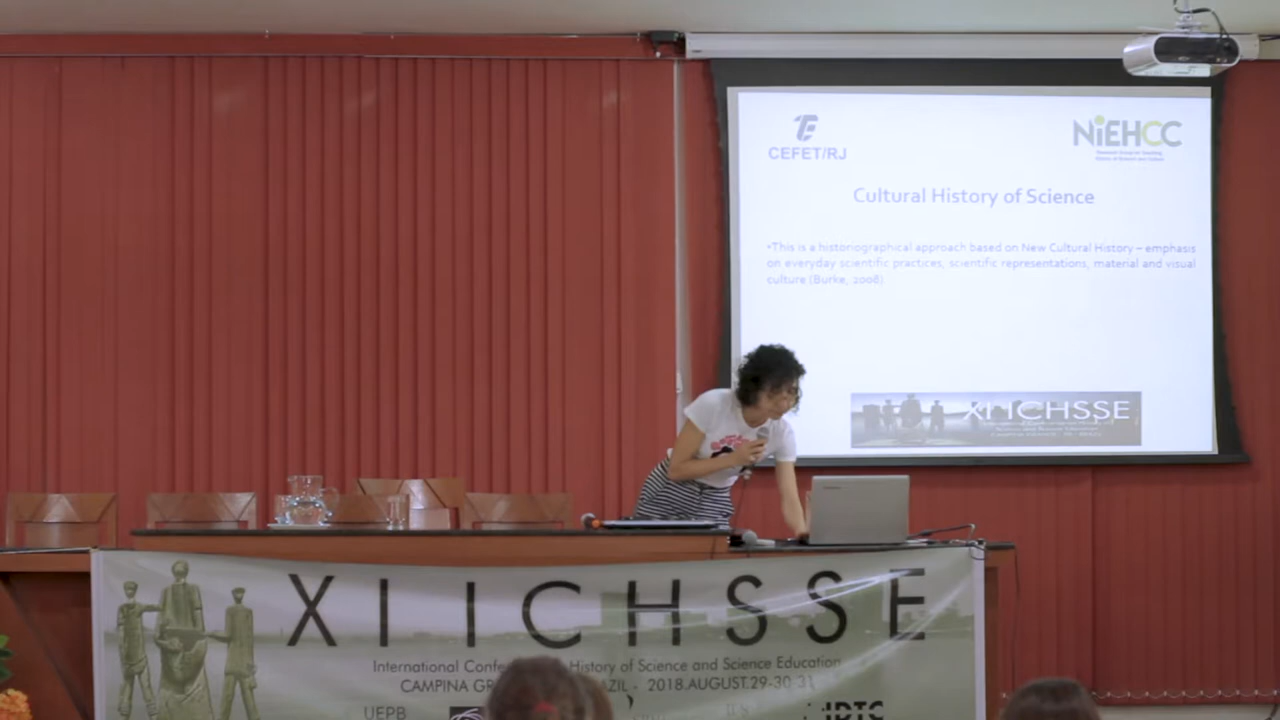 CEFET/RJ
NiEHCC
Cultural History of Science
•This is a historiographical approach based on New Cultural History – emphasis
on everyday scientific practices, scientific representations, material and visual
culture (Burke, 2008)
XI ICHSSE
XI ICHSSE
International History of Science and Science Education
CAMPINA - 2018.AUGUST.29-30-31
UEPB